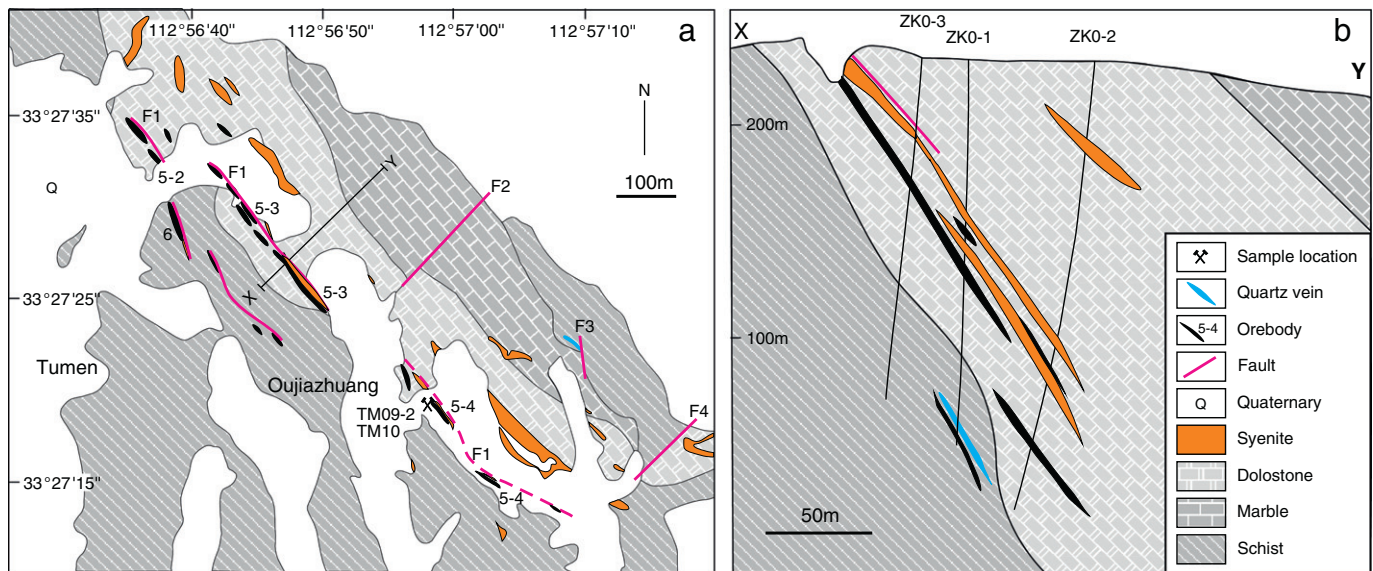 112°56'40"
112°56'50"
112°57'00"
112°57'10"
a
N
100m
33°27'35"
33°27'25"
33°27'15"
F1
5-2
F1
5-3
5-3
Q
6
X
Y
F2
F3
F4
Tumen
Oujiazhuang
TM09-2
TM10
5-4
F1
5-4
X
ZK0-3
ZK0-1
ZK0-2
b
Y
200m
100m
50m
Sample location
Quartz vein
5-4 Orebody
Fault
Q Quaternary
Syenite
Dolostone
Marble
Schist